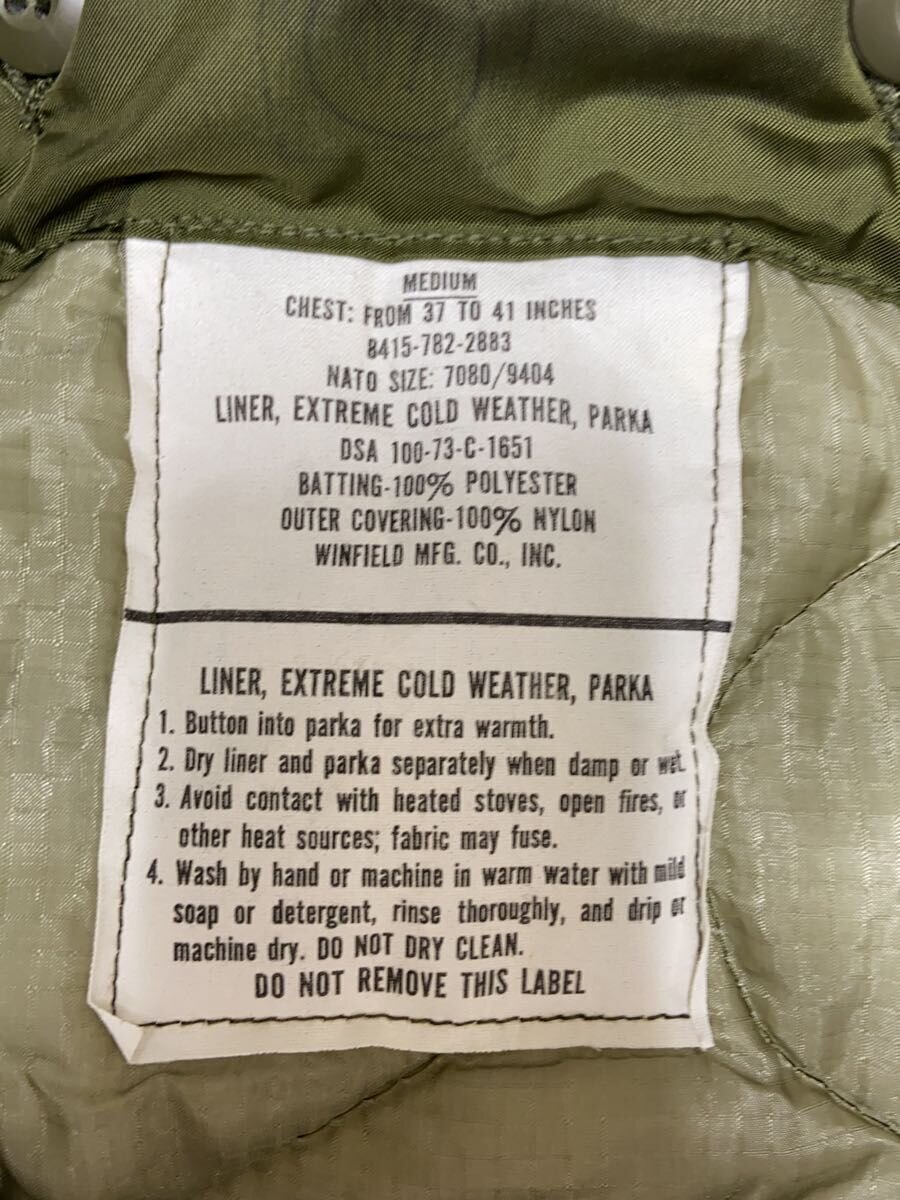 MEDIUM
CHEST: FROM 37 TO 41 INCHES
8415-782-2883
NATO SIZE: 7080/9404
LINER, EXTREME COLD WEATHER, PARKA
DSA 100-73-C-1651
BATTING-100% POLYESTER
OUTER COVERING-100% NYLON
WINFIELD MFG. CO., INC.
LINER, EXTREME COLD WEATHER, PARKA
1. Button into parka for extra warmth.
2. Dry liner and parka separately when damp or wet.
3. Avoid contact with heated stoves, open fires, or
other heat sources; fabric may fuse.
4. Wash by hand or machine in warm water with mild
soap or detergent, rinse thoroughly, and drip or
machine dry. DO NOT DRY CLEAN.
DO NOT REMOVE THIS LABEL